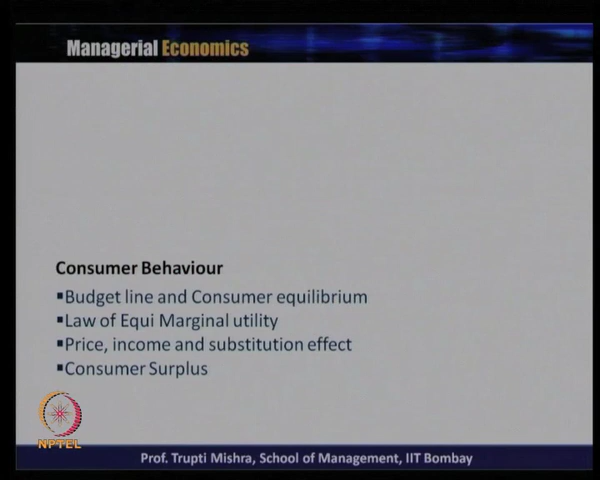 Managerial Economics
Consumer Behaviour
▪Budget line and Consumer equilibrium
▪Law of Equi Marginal utility
▪Price, income and substitution effect
▪Consumer Surplus
NPTEL
Prof. Trupti Mishra, School of Management, IIT Bombay